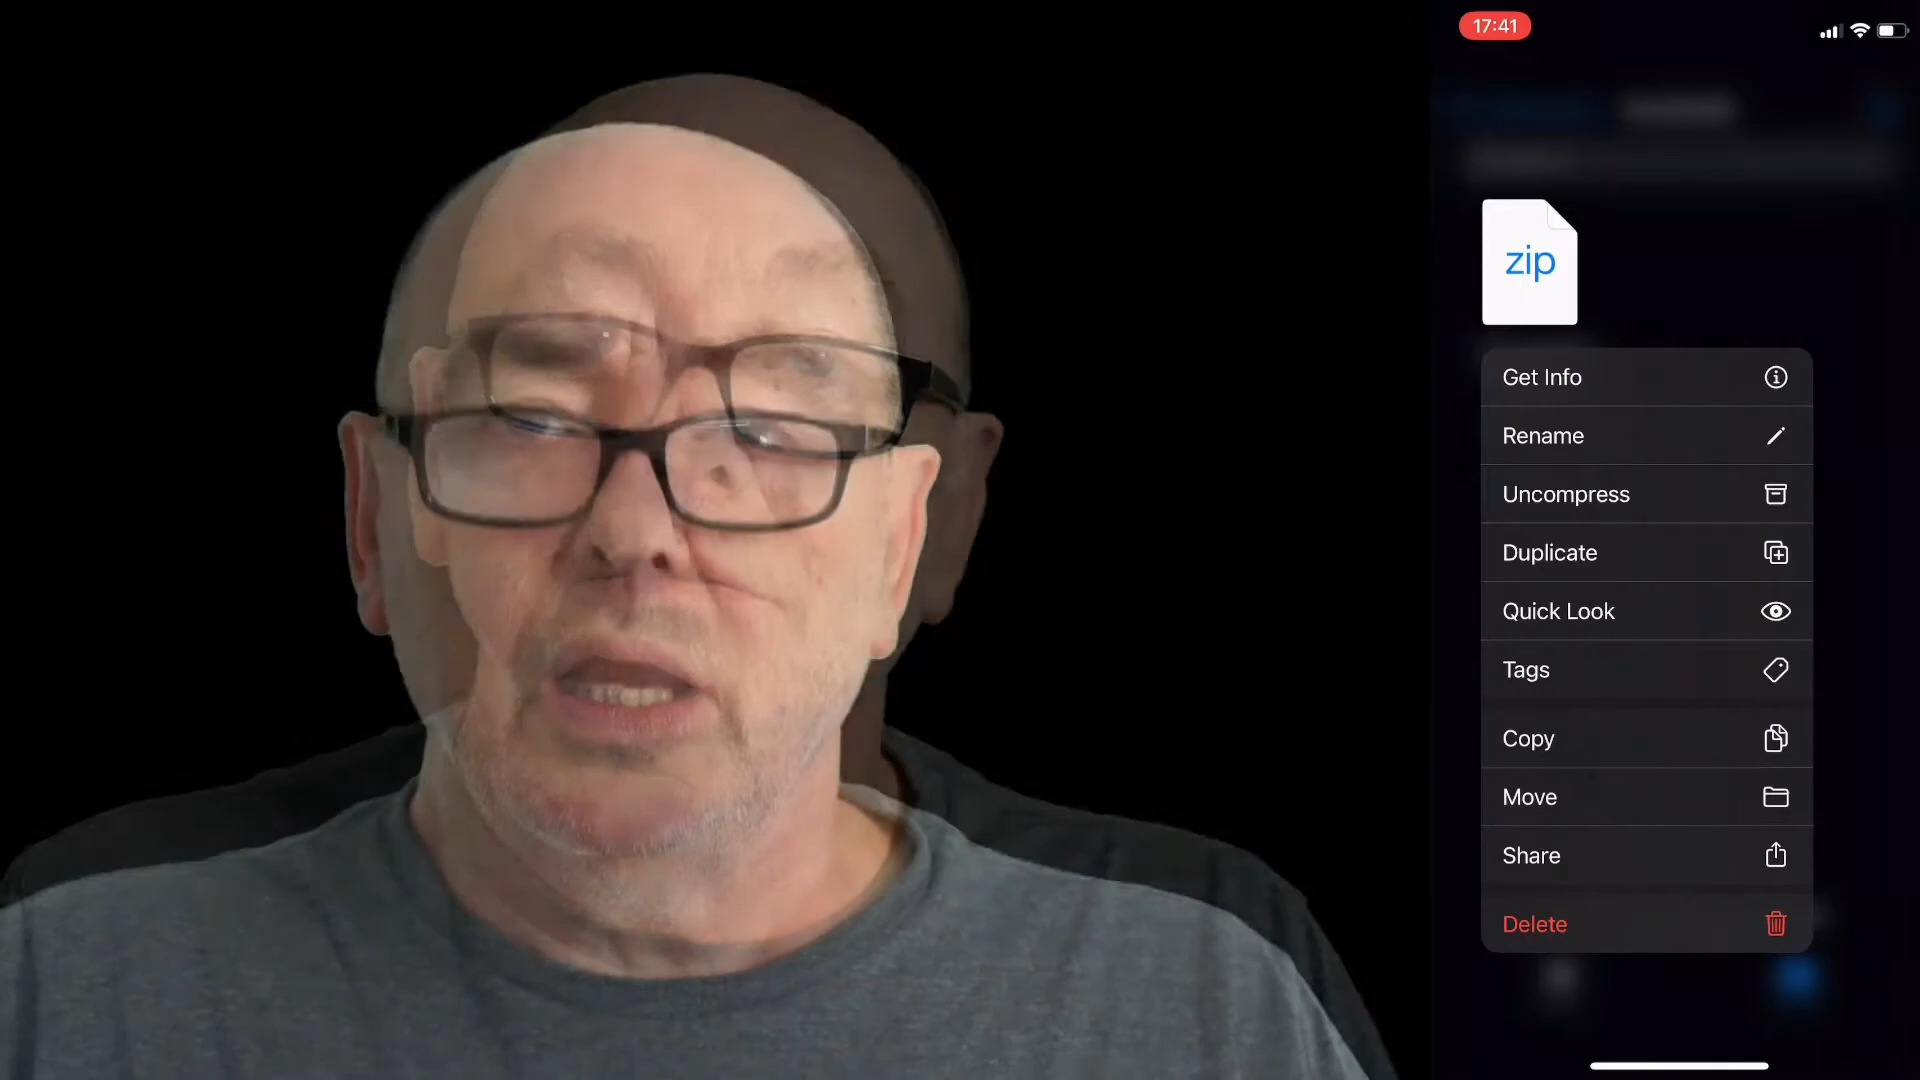 17:41
zip
Get Info
Rename
Uncompress
Duplicate
Quick Look
Tags
Copy
Move
Share
Delete